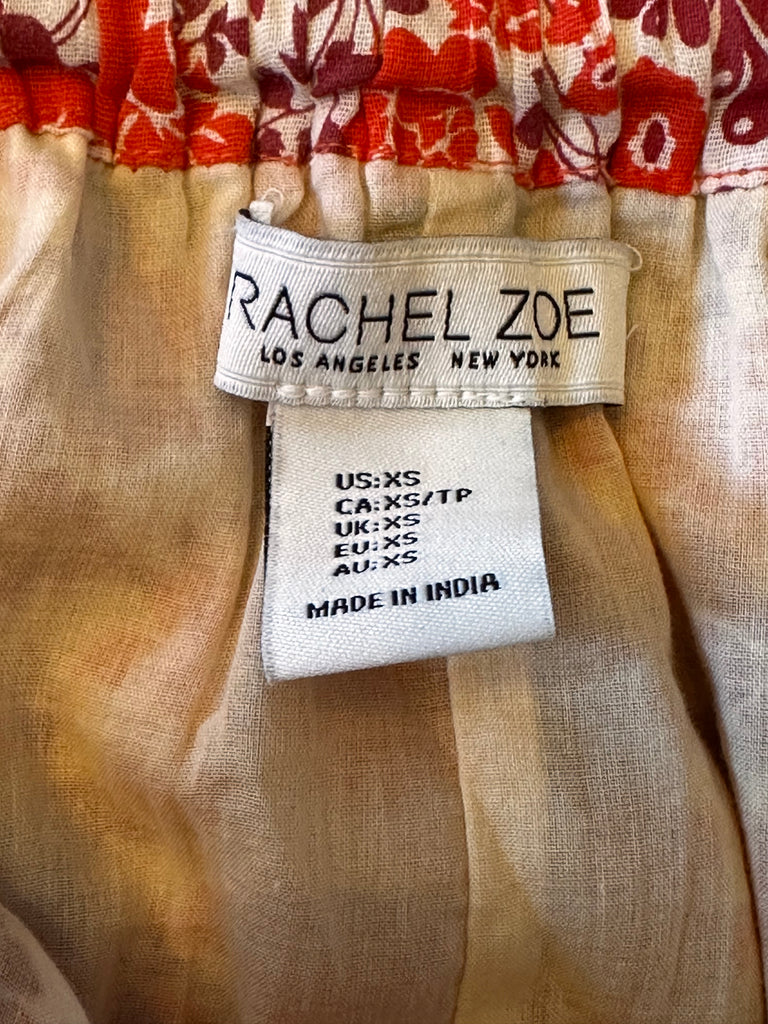 RACHEL ZOE
LOS ANGELES NEW YORK
US:XS
CA:XS/TP
UK:XS
EU:XS
AU:XS
MADE IN INDIA